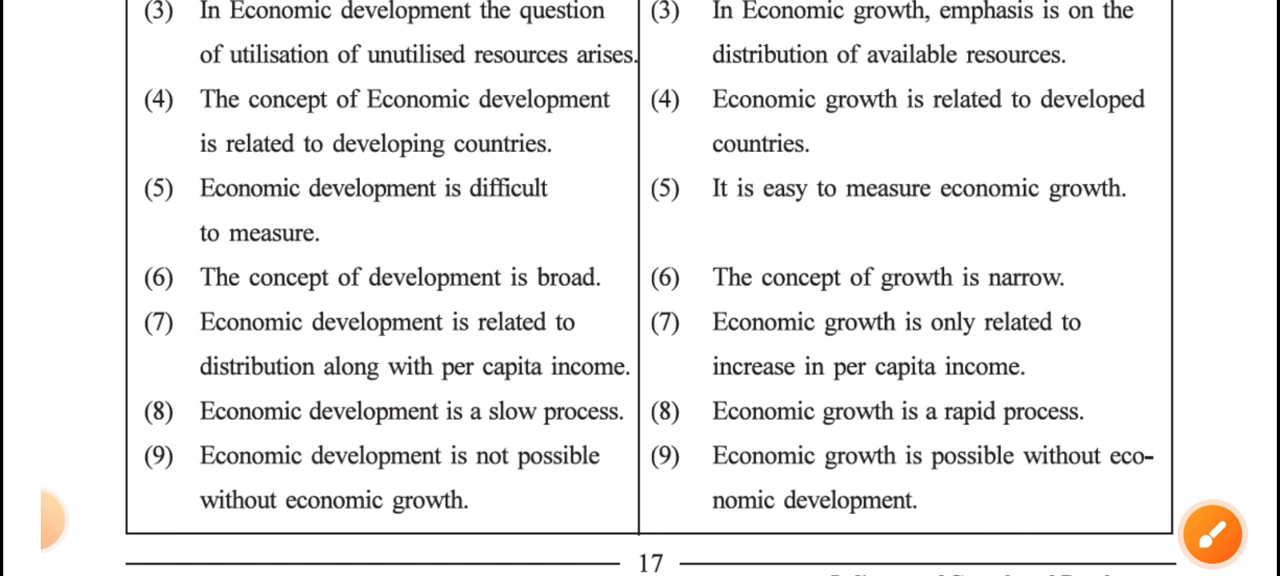 (3) In Economic development the question
of utilisation of unutilised resources arises.
(4) The concept of Economic development
is related to developing countries.
(5) Economic development is difficult
to measure.
(6) The concept of development is broad.
(7) Economic development is related to
distribution along with per capita income.
(8) Economic development is a slow process.
(9) Economic development is not possible
without economic growth.
(3) In Economic growth, emphasis is on the
distribution of available resources.
(4) Economic growth is related to developed
countries.
(5) It is easy to measure economic growth.
(6) The concept of growth is narrow.
(7) Economic growth is only related to
increase in per capita income.
(8) Economic growth is a rapid process.
(9) Economic growth is possible without eco-
nomic development.
17